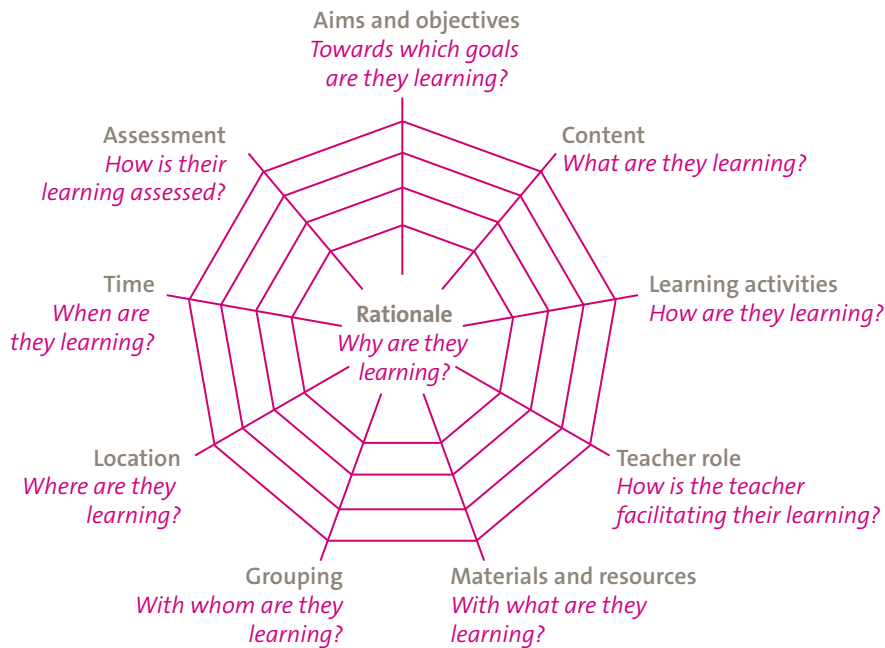 Aims and objectives
Towards which goals
are they learning?
Content
What are they learning?
Learning activities
How are they learning?
Teacher role
How is the teacher
facilitating their learning?
Materials and resources
With what are they
learning?
Grouping
With whom are they
learning?
Location
Where are they
learning?
Time
When are
they learning?
Assessment
How is their
learning assessed?
Rationale
Why are they
learning?